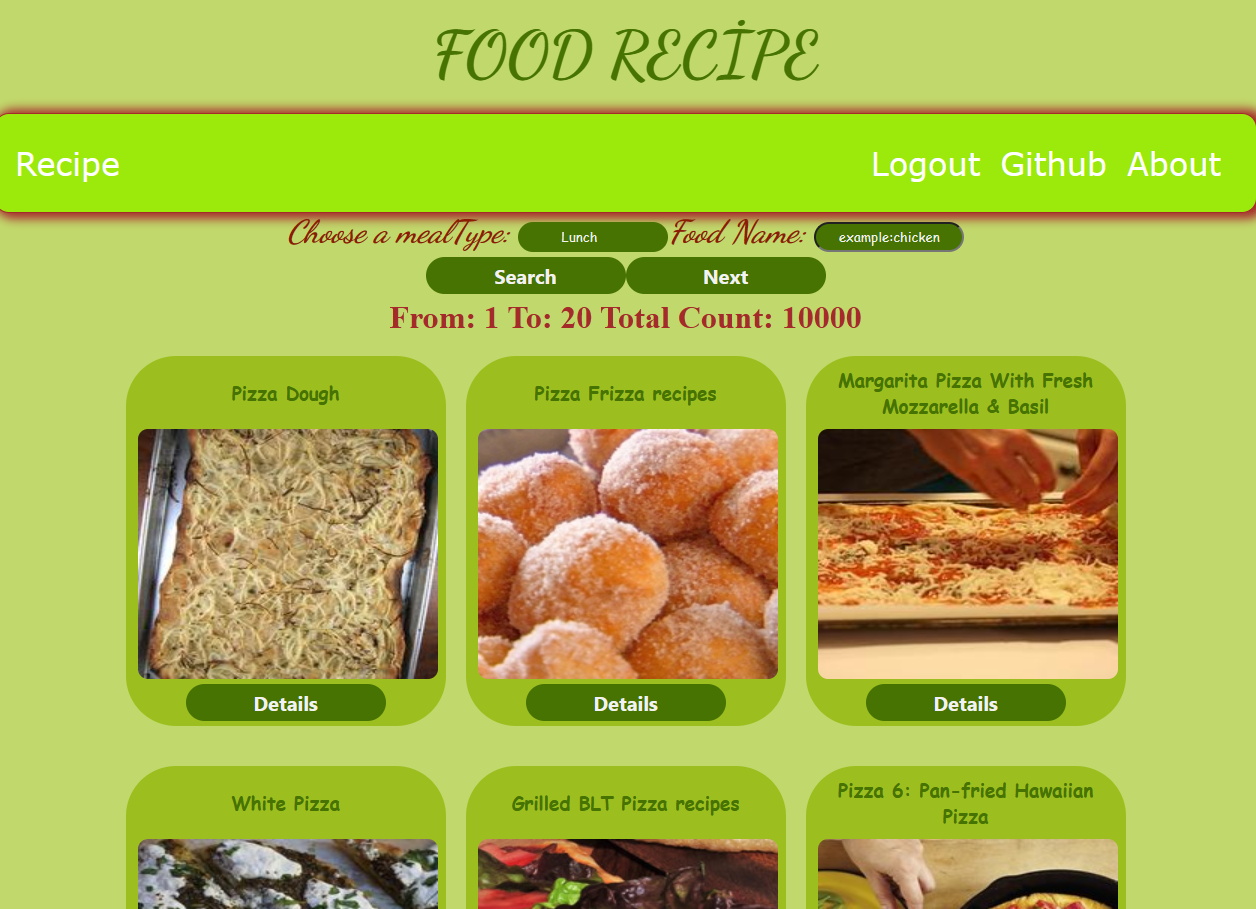 FOOD RECİPE
Recipe Logout Github About
Choose a mealType: Lunch Food Name: example:chicken
Search Next
From: 1 To: 20 Total Count: 10000
Pizza Dough
Pizza Frizza recipes
Margarita Pizza With Fresh
Mozzarella & Basil
Details Details Details
White Pizza
Grilled BLT Pizza recipes
Pizza 6: Pan-fried Hawaiian
Pizza